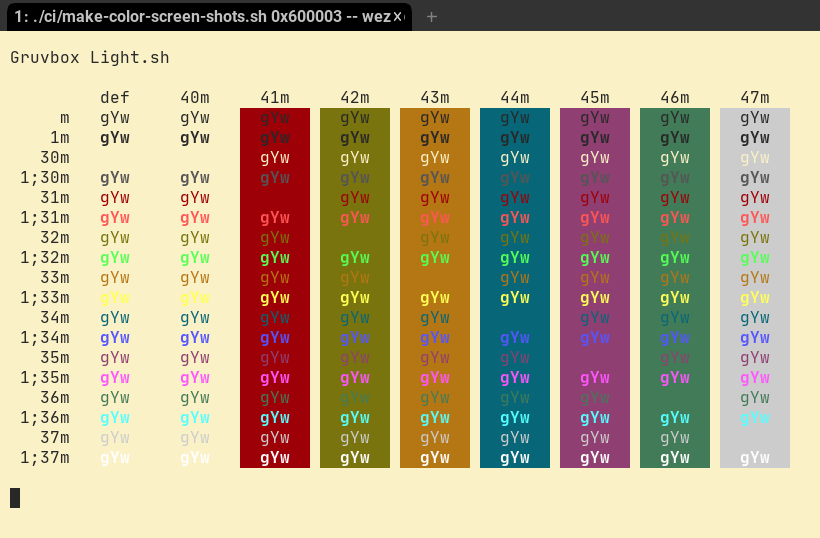 1: ./ci/make-color-screen-shots.sh 0x600003 -- wez
Gruvbox Light.sh
def 40m 41m 42m 43m 44m 45m 46m 47m
m gYw gYw gYw gYw gYw gYw gYw gYw gYw
1m gYw gYw gYw gYw gYw gYw gYw gYw gYw
30m gYw gYw gYw gYw gYw gYw gYw
1;30m gYw gYw gYw gYw gYw gYw gYw gYw gYw
31m gYw gYw gYw gYw gYw gYw gYw gYw
1;31m gYw gYw gYw gYw gYw gYw gYw gYw gYw
32m gYw gYw gYw gYw gYw gYw gYw gYw
1;32m gYw gYw gYw gYw gYw gYw gYw gYw gYw
33m gYw gYw gYw gYw gYw gYw gYw gYw
1;33m gYw gYw gYw gYw gYw gYw gYw gYw gYw
34m gYw gYw gYw gYw gYw gYw gYw gYw
1;34m gYw gYw gYw gYw gYw gYw gYw gYw gYw
35m gYw gYw gYw gYw gYw gYw gYw gYw
1;35m gYw gYw gYw gYw gYw gYw gYw gYw gYw
36m gYw gYw gYw gYw gYw gYw gYw gYw
1;36m gYw gYw gYw gYw gYw gYw gYw gYw gYw
37m gYw gYw gYw gYw gYw gYw gYw gYw
1;37m gYw gYw gYw gYw gYw gYw gYw gYw gYw